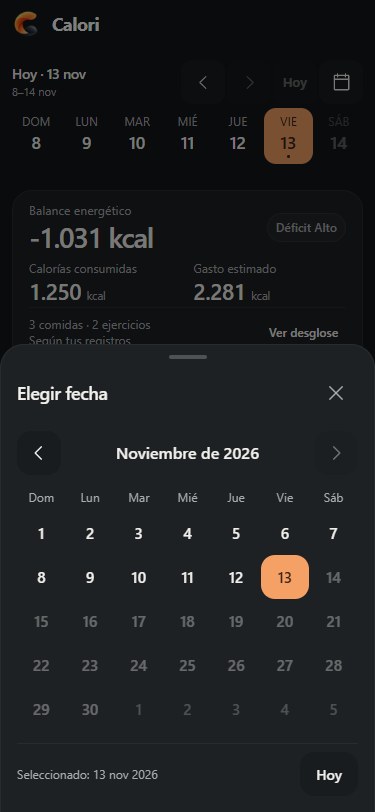 Calori
Hoy · 13 nov
8–14 nov
Hoy
DOM LUN MAR MIÉ JUE VIE SÁB
8 9 10 11 12 13 14
Balance energético
-1.031 kcal
Déficit Alto
Calorías consumidas Gasto estimado
1.250 kcal 2.281 kcal
3 comidas · 2 ejercicios
Ver desglose
Según tus registros
Elegir fecha
Noviembre de 2026
Dom Lun Mar Mié Jue Vie Sáb
1 2 3 4 5 6 7
8 9 10 11 12 13 14
15 16 17 18 19 20 21
22 23 24 25 26 27 28
29 30 1 2 3 4 5
Seleccionado: 13 nov 2026
Hoy